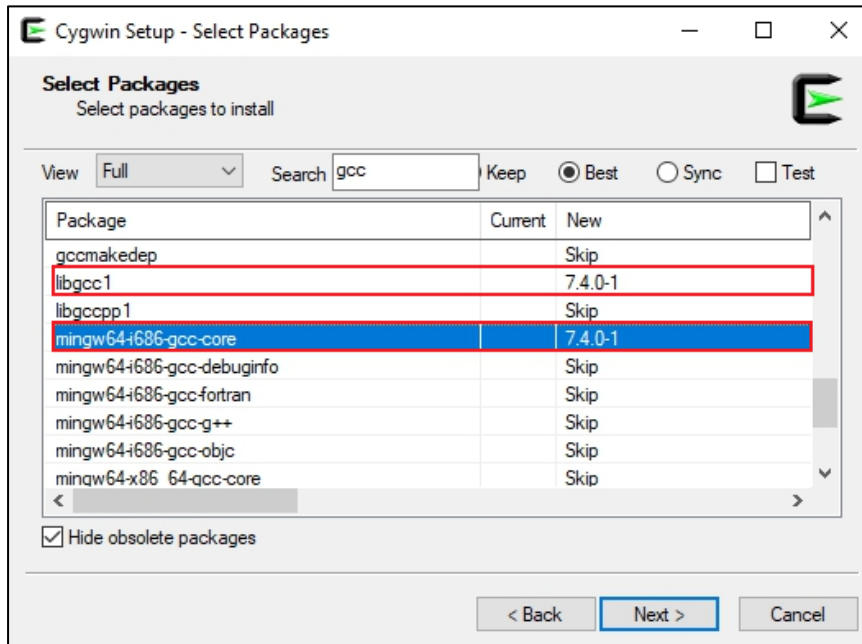 Cygwin Setup - Select Packages
Select Packages
Select packages to install
View Full Search gcc Keep Best Sync Test
Package Current New
gccmakedep Skip
libgcc1 7.4.0-1
libgccpp1 Skip
mingw64-i686-gcc-core 7.4.0-1
mingw64-i686-gcc-debuginfo Skip
mingw64-i686-gcc-fortran Skip
mingw64-i686-gcc-g++ Skip
mingw64-i686-gcc-objc Skip
mingw64-x86_64-gcc-core Skip
Hide obsolete packages
< Back Next > Cancel